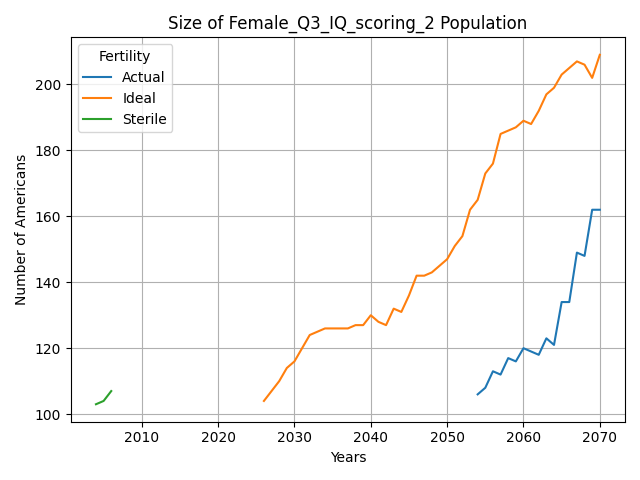 Size of Female_Q3_IQ_scoring_2 Population
Fertility
Actual
Ideal
Sterile
Number of Americans
200
180
160
140
120
100
2010
2020
2030
2040
2050
2060
2070
Years